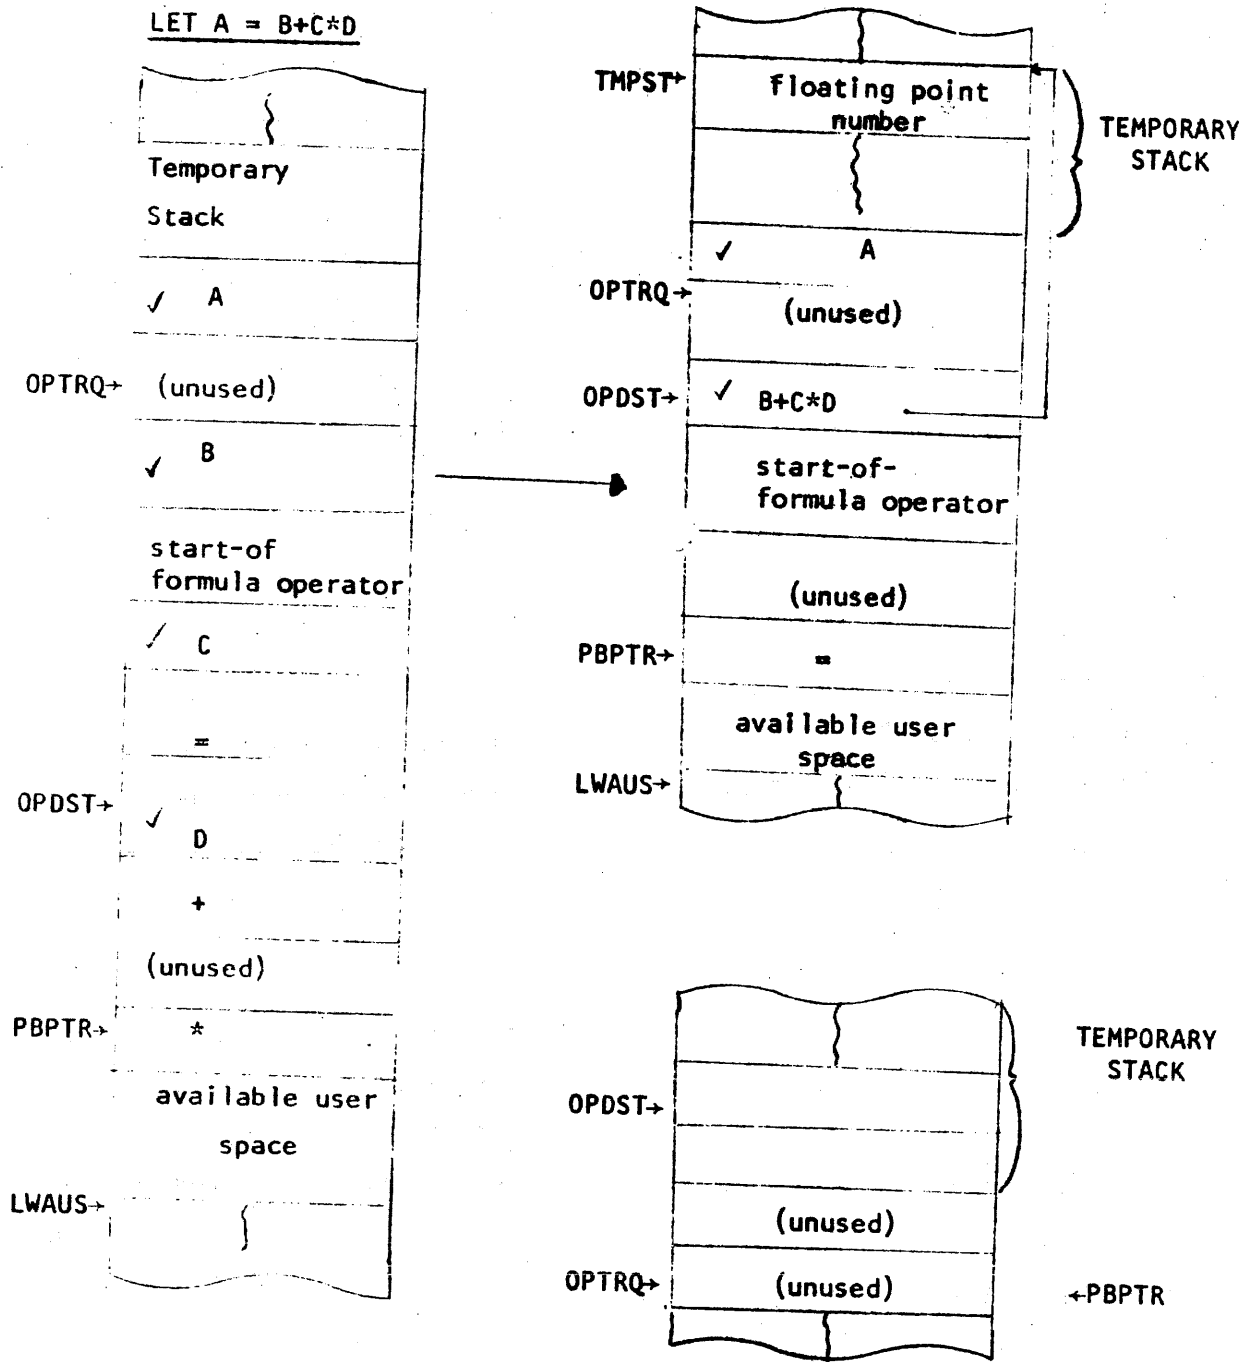 LET A = B+C*D
Temporary
Stack
✓ A
OPTRQ→ (unused)
✓ B
start-of
formula operator
✓ C
=
OPDST→
✓ D
+
(unused)
PBPTR→ *
available user
space
LWAUS→
TMPST→ floating point
number
TEMPORARY
STACK
✓ A
OPTRQ→
(unused)
OPDST→ ✓ B+C*D
start-of-
formula operator
(unused)
PBPTR→ =
available user
space
LWAUS→
TEMPORARY
STACK
OPDST→
(unused)
OPTRQ→ (unused) ←PBPTR